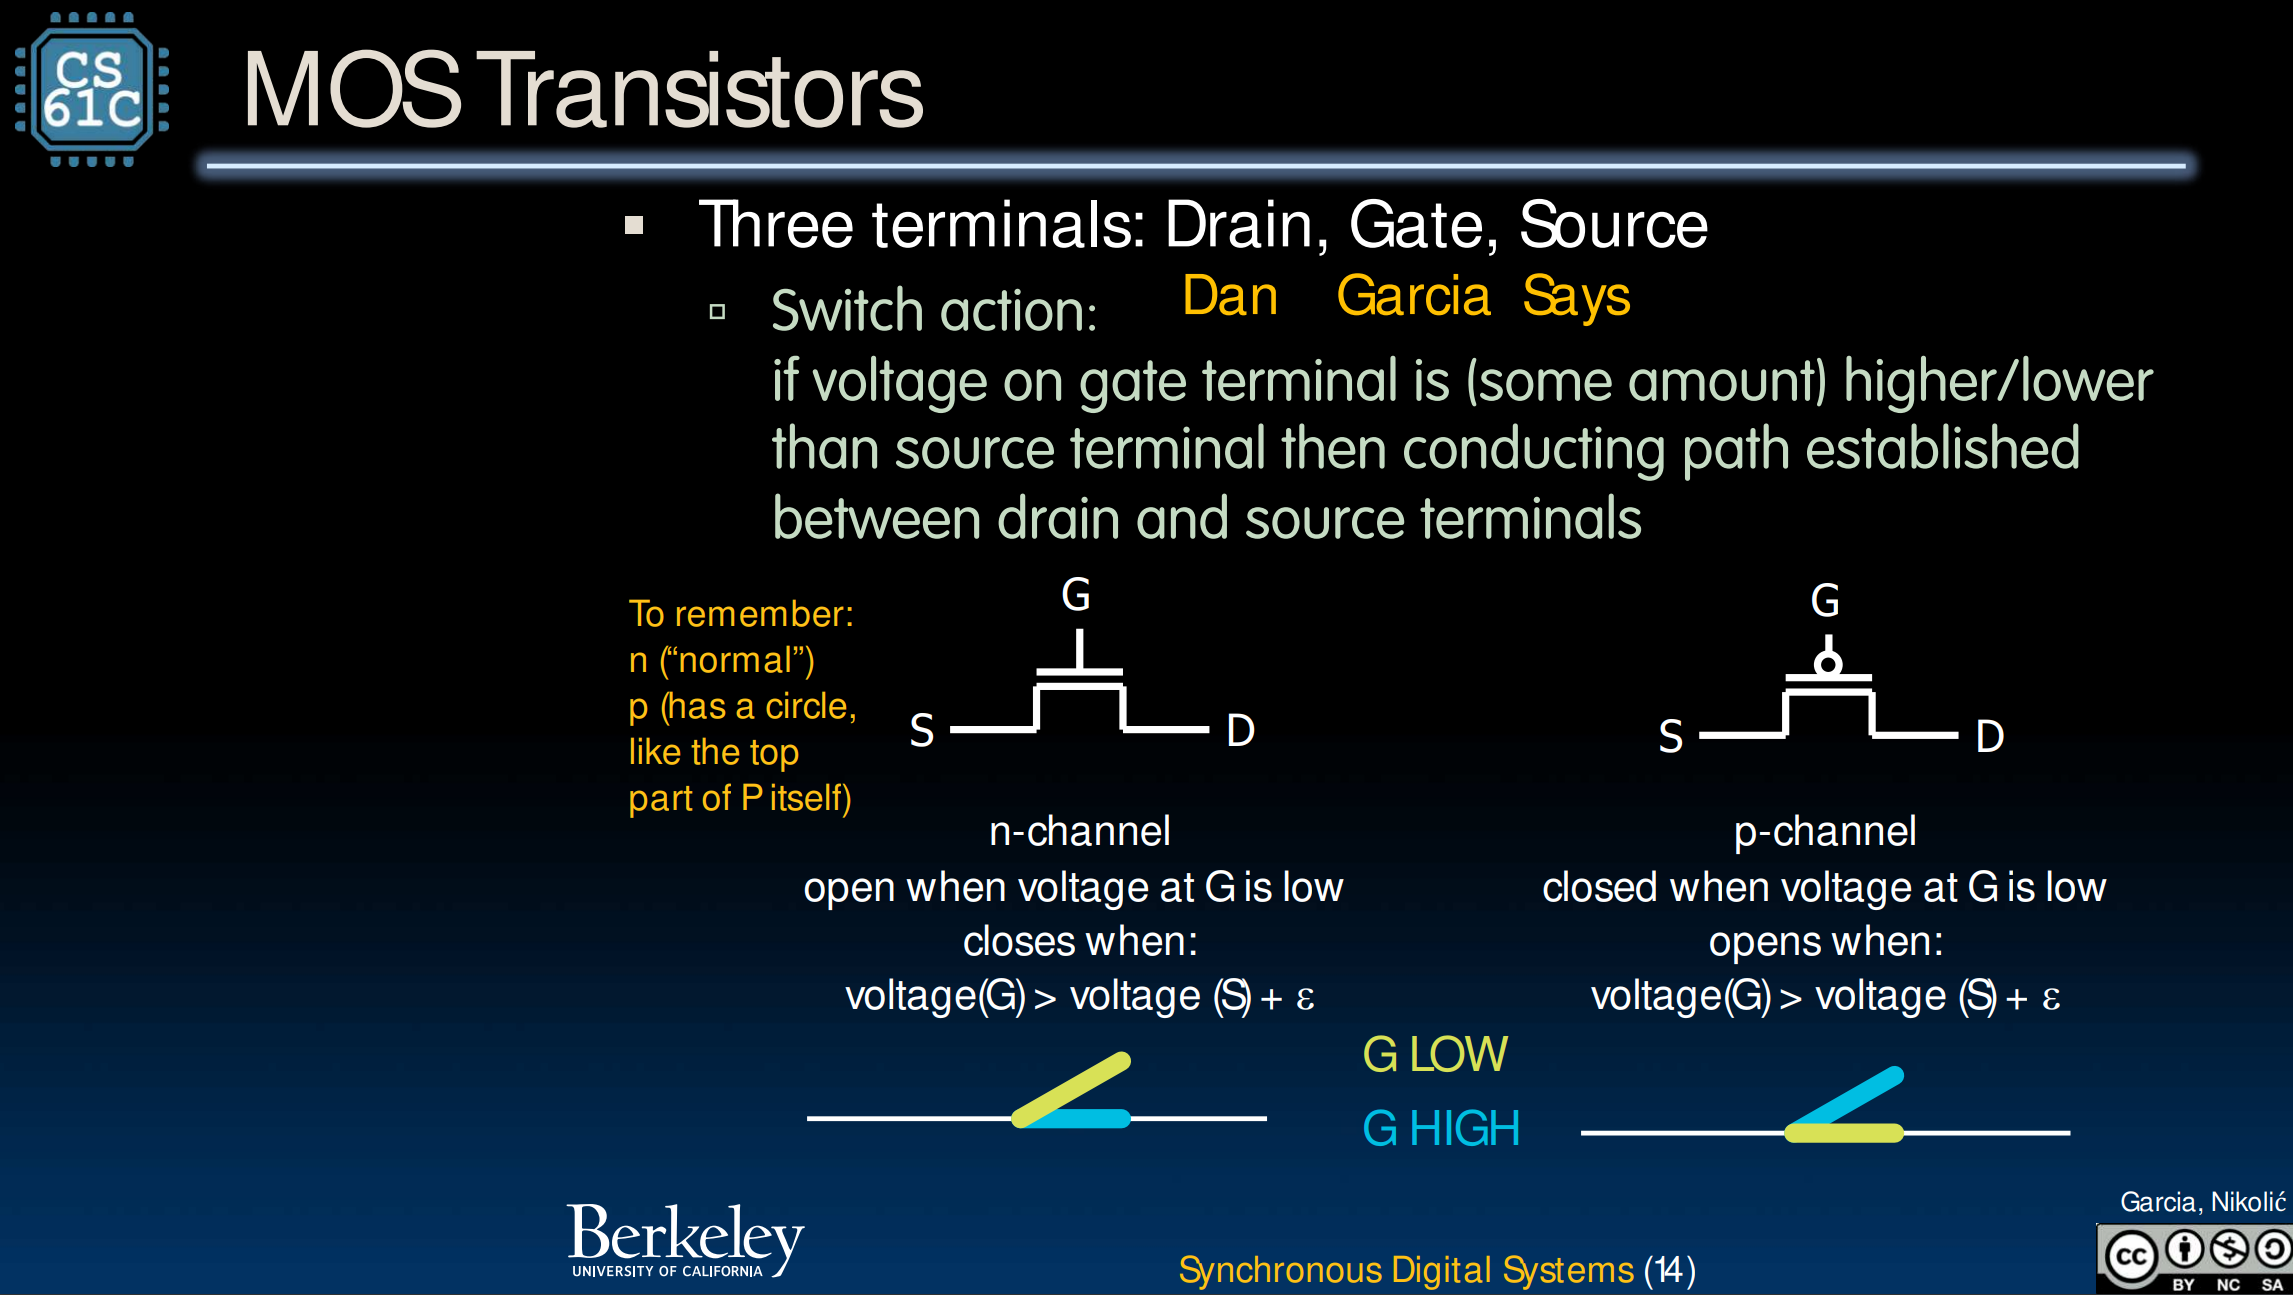 CS
61C
MOS Transistors
Three terminals: Drain, Gate, Source
Dan Garcia Says
Switch action:
if voltage on gate terminal is (some amount) higher/lower
than source terminal then conducting path established
between drain and source terminals
To remember:
n (“normal”)
p (has a circle,
like the top
part of P itself)
G
S
D
n-channel
open when voltage at G is low
closes when:
voltage(G) > voltage (S) + ε
G
S
D
p-channel
closed when voltage at G is low
opens when:
voltage(G) > voltage (S) + ε
G LOW
G HIGH
Berkeley
UNIVERSITY OF CALIFORNIA
Synchronous Digital Systems (14)
Garcia, Nikolić
cc
BY NC SA